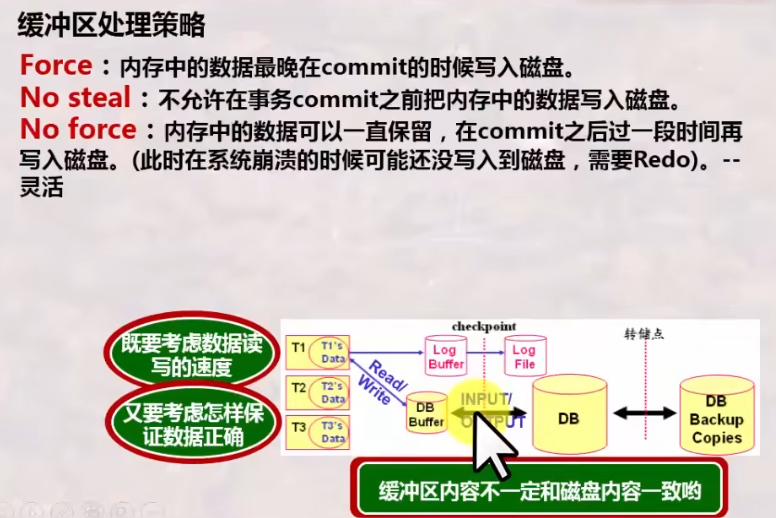 缓冲区处理策略
Force：内存中的数据最晚在commit的时候写入磁盘。
No steal：不允许在事务commit之前把内存中的数据写入磁盘。
No force：内存中的数据可以一直保留，在commit之后过一段时间再
写入磁盘。(此时在系统崩溃的时候可能还没写入到磁盘，需要Redo)。--
灵活
既要考虑数据读
写的速度
又要考虑怎样保
证数据正确
checkpoint
转储点
T1
T1's
Data
Log
Buffer
Log
File
Read/
Write
T2
T2's
Data
DB
Buffer
INPUT/
OUTPUT
DB
DB
Backup
Copies
T3
T3's
Data
缓冲区内容不一定和磁盘内容一致哟